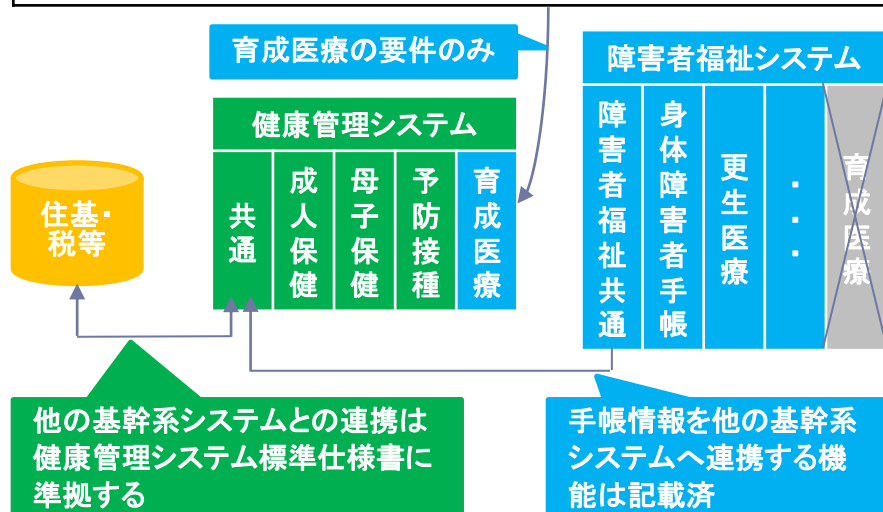 育成医療の要件のみ
障害者福祉システム
健康管理システム
住基・
税等
共通
成人保健
母子保健
予防接種
育成医療
障害者福祉共通
身体障害者手帳
更生医療
・・・
育成医療
他の基幹系システムとの連携は
健康管理システム標準仕様書に
準拠する
手帳情報を他の基幹系
システムへ連携する機
能は記載済